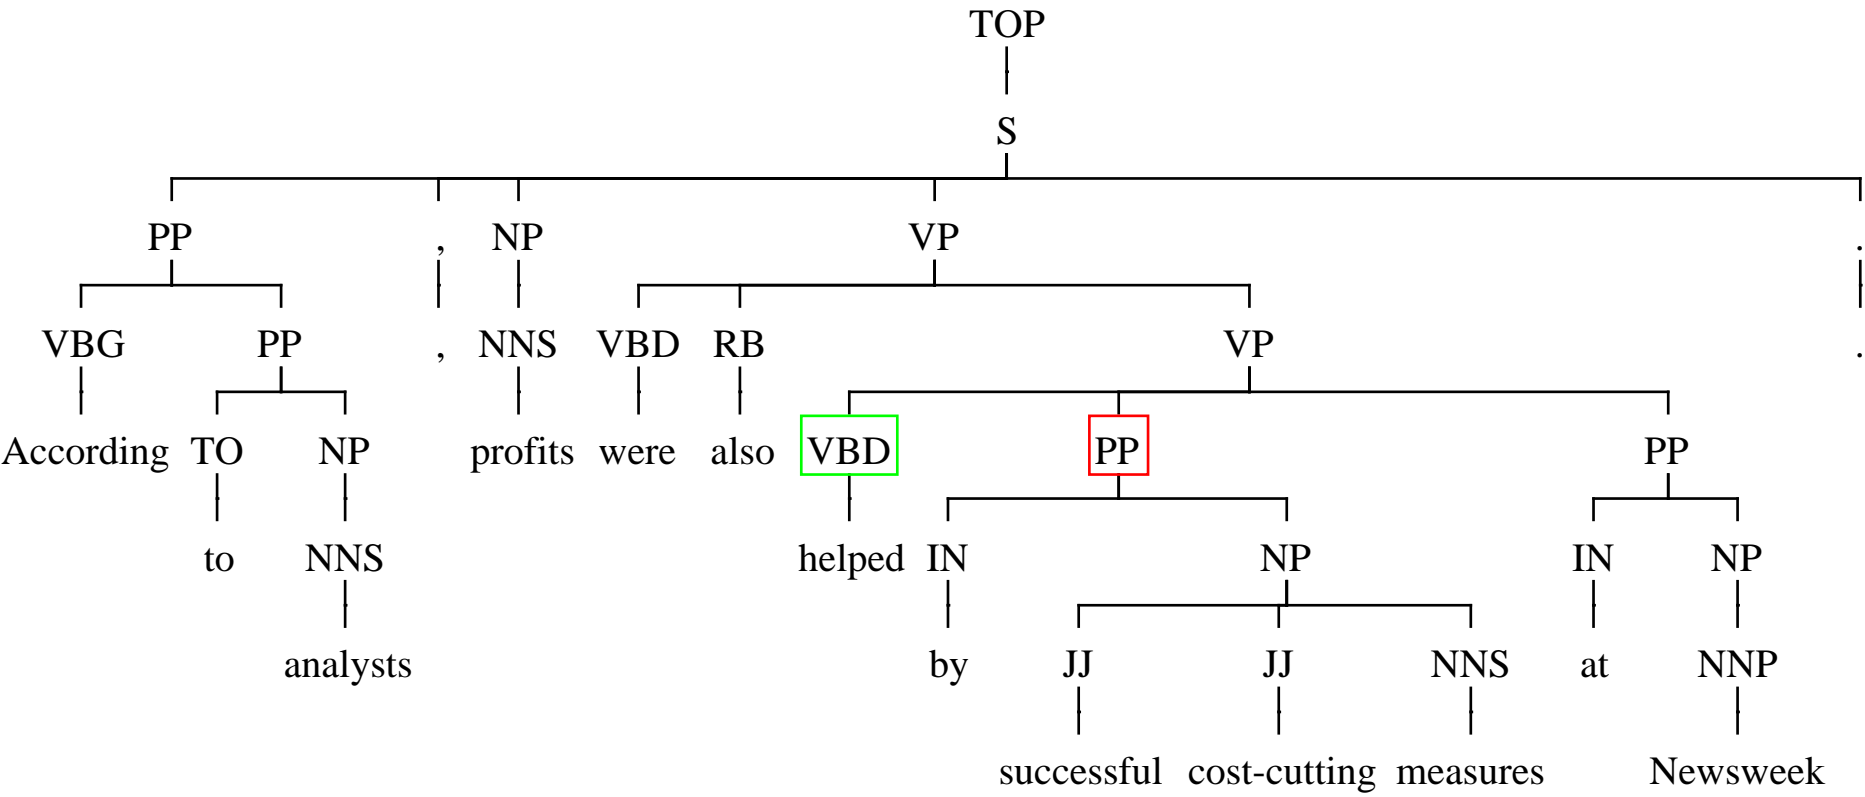 TOP
S
PP , NP VP .
VBG PP , NNS VBD RB VP .
According TO NP profits were also VBD PP PP
to NNS helped IN NP IN NP
analysts by JJ JJ NNS at NNP
successful cost-cutting measures Newsweek